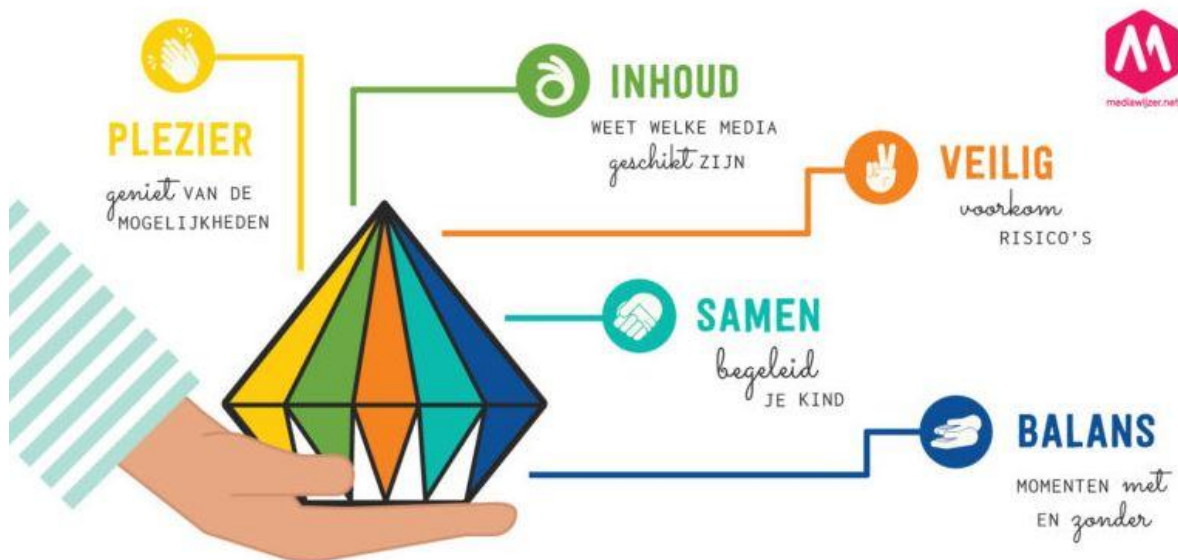 PLEZIER
geniet VAN DE
MOGELIJKHEDEN
INHOUD
WEET WELKE MEDIA
geschikt ZIJN
VEILIG
voorkom
RISICO'S
SAMEN
begeleid
JE KIND
BALANS
MOMENTEN met
EN zonder
mediawijzer.net